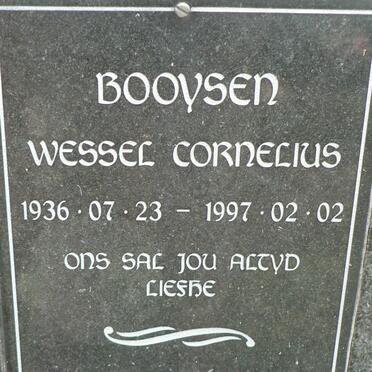 BOOYSEN
WESSEL CORNELIUS
1936 · 07 · 23 – 1997 · 02 · 02
ONS SAL JOU ALTYD
LIEFHE